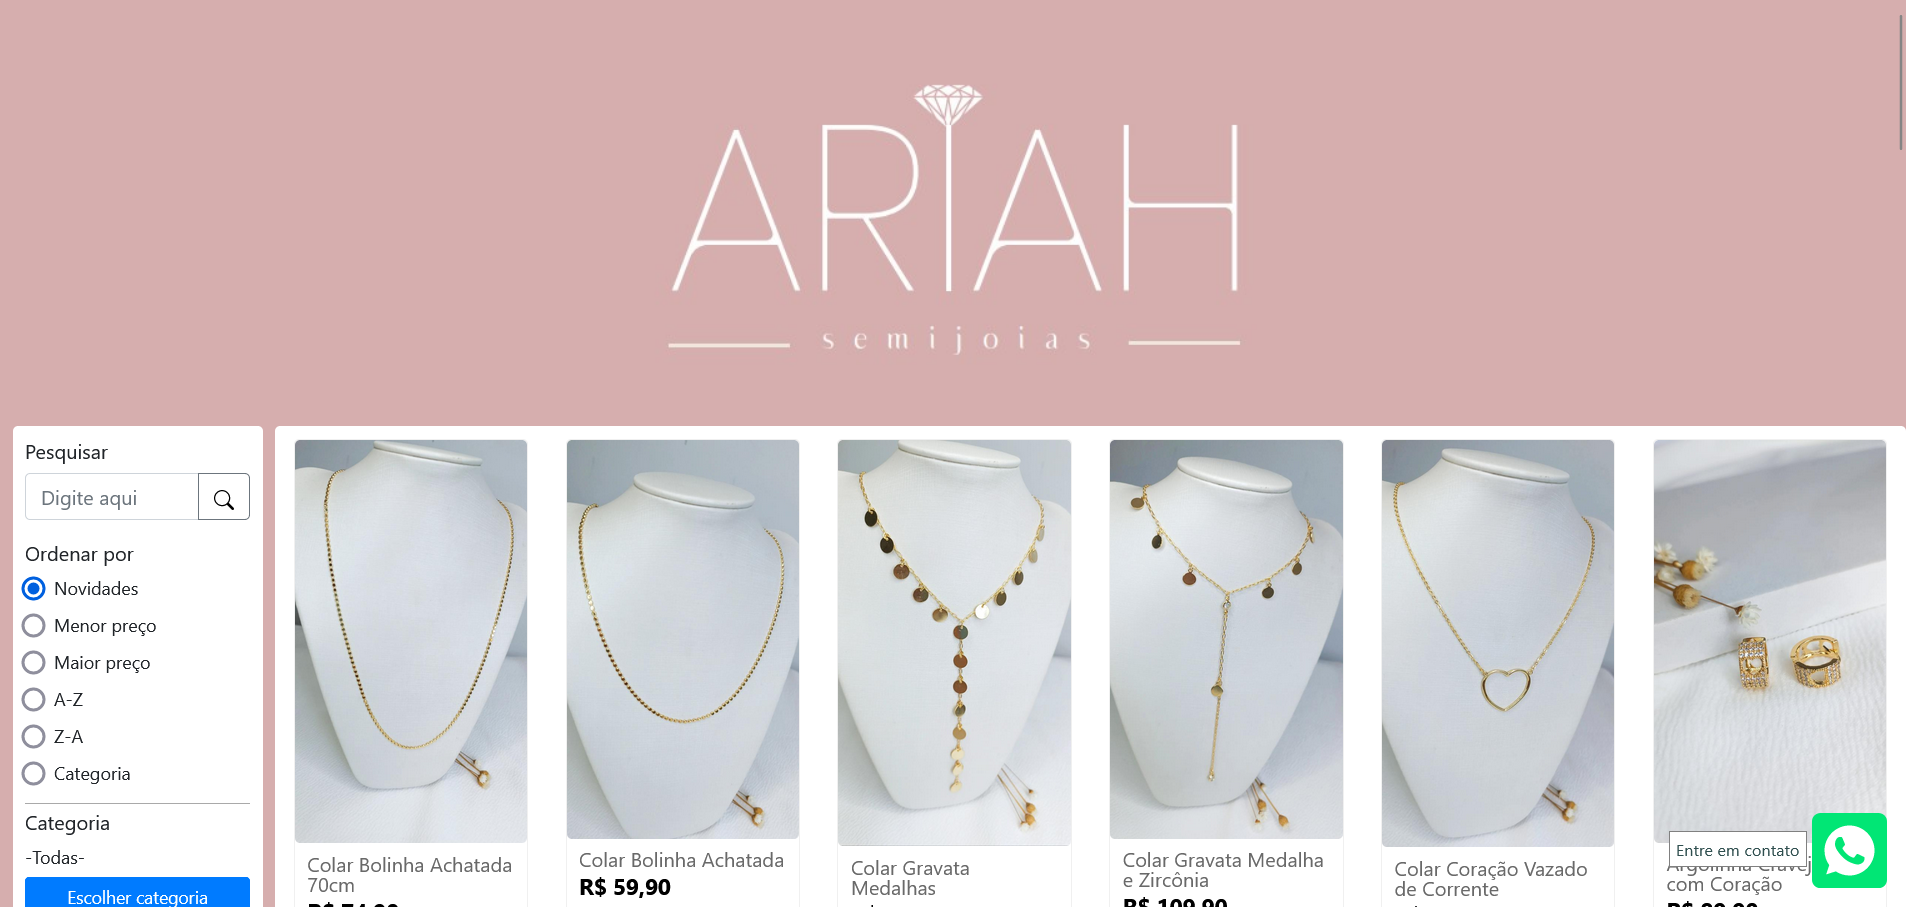 ARIAH
semijoias
Pesquisar
Digite aqui
Ordenar por
Novidades
Menor preço
Maior preço
A-Z
Z-A
Categoria
Categoria
-Todas-
Escolher categoria
Colar Bolinha Achatada
70cm
Colar Bolinha Achatada
R$ 59,90
Colar Gravata
Medalhas
Colar Gravata Medalha
e Zircônia
R$ 109,90
Colar Coração Vazado
de Corrente
Entre em contato
com Coração